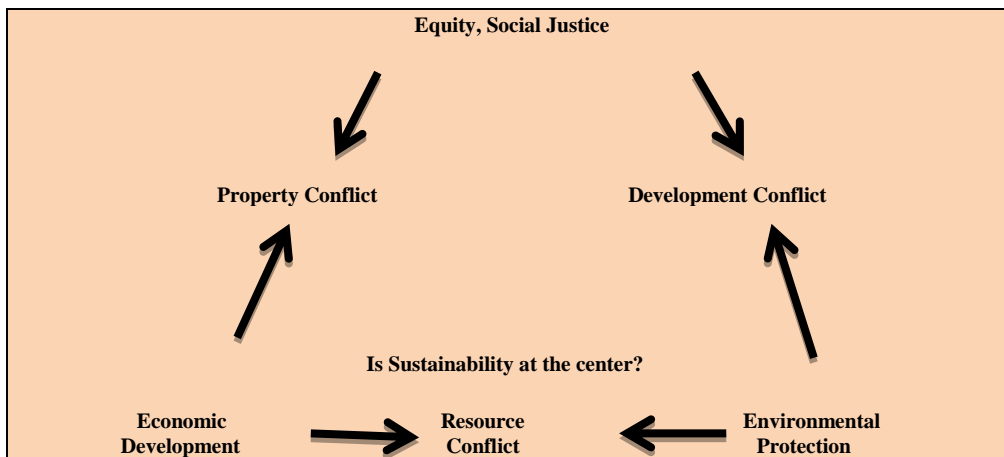 Equity, Social Justice
Property Conflict
Development Conflict
Is Sustainability at the center?
Economic
Development
Resource
Conflict
Environmental
Protection